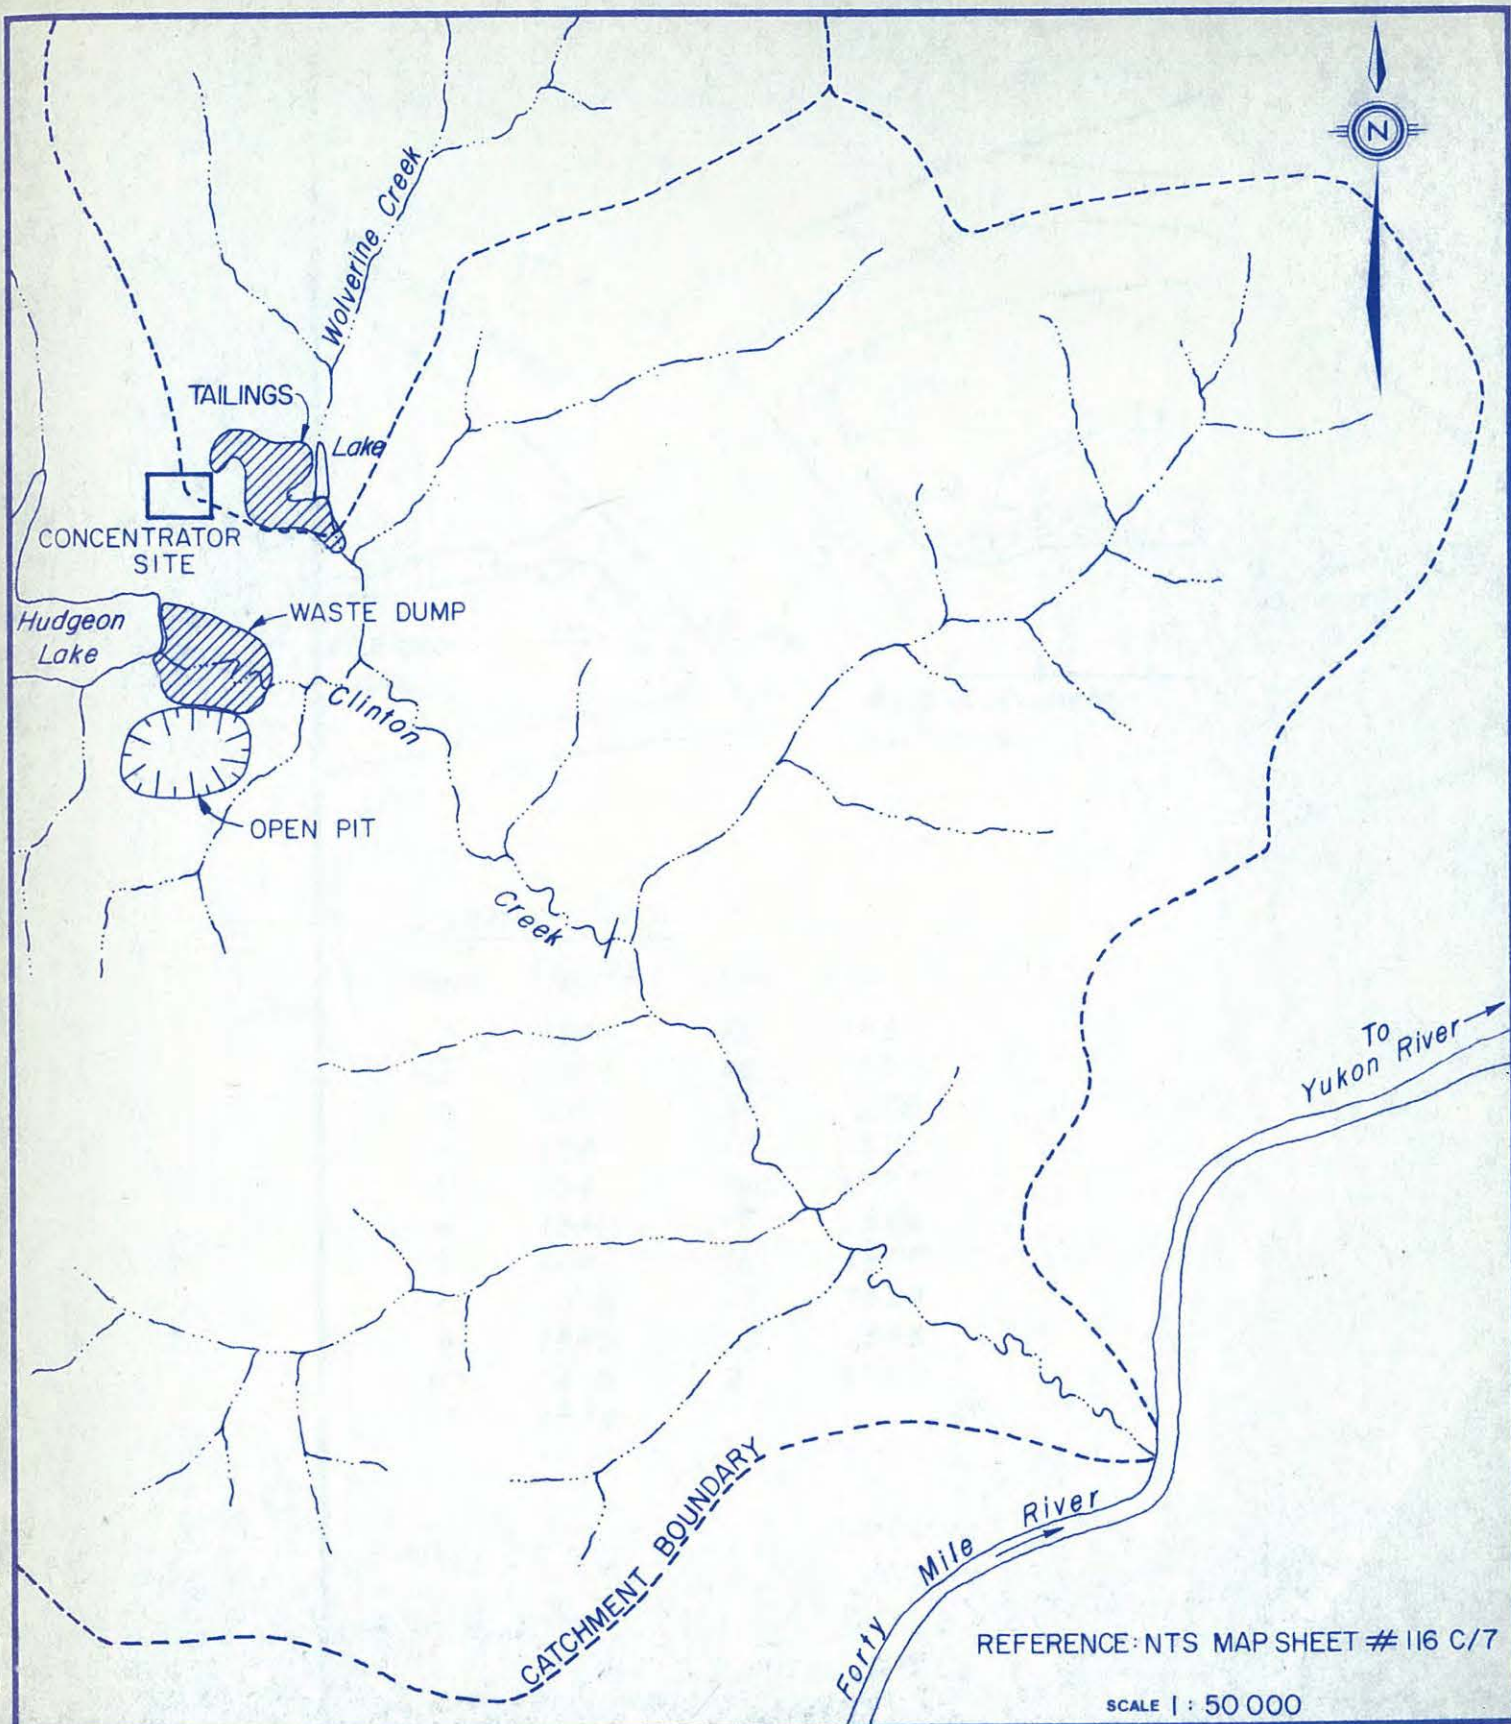 N
Wolverine Creek
TAILINGS
Lake
CONCENTRATOR
SITE
WASTE DUMP
Hudgeon
Lake
Clinton
OPEN PIT
Creek
To
Yukon River
CATCHMENT BOUNDARY
Forty Mile River
REFERENCE: NTS MAP SHEET # 116 C/7
SCALE 1 : 50 000